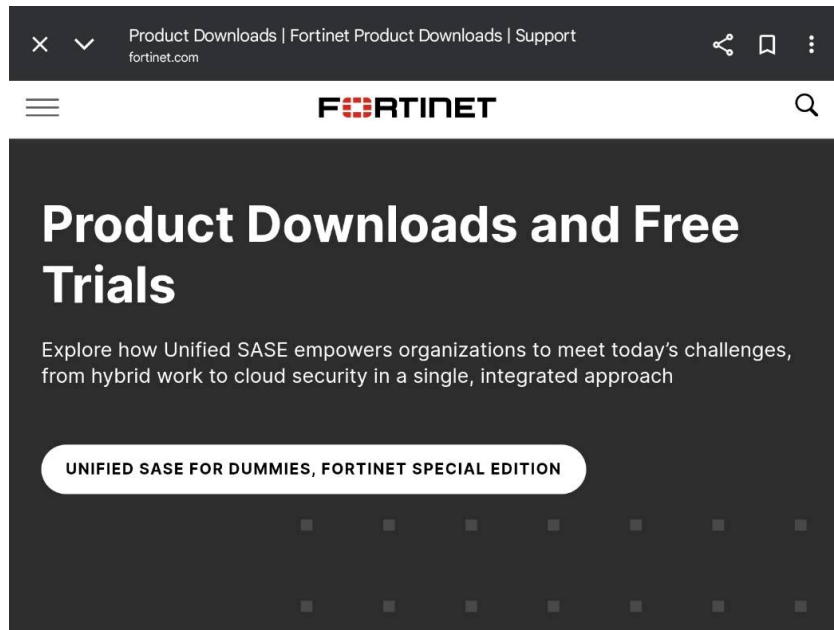 Product Downloads | Fortinet Product Downloads | Support
fortinet.com
FORTINET
Product Downloads and Free
Trials
Explore how Unified SASE empowers organizations to meet today’s challenges,
from hybrid work to cloud security in a single, integrated approach
UNIFIED SASE FOR DUMMIES, FORTINET SPECIAL EDITION